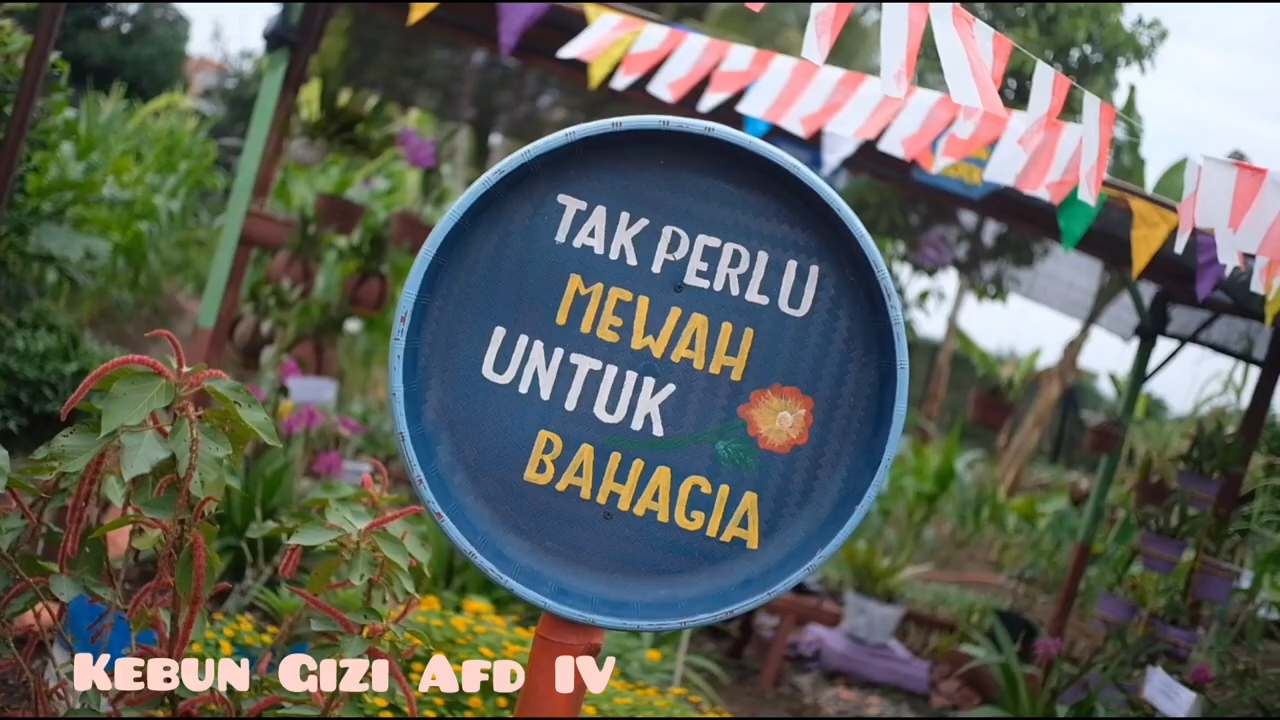 TAK PERLU
MEWAH
UNTUK
BAHAGIA
KEBUN GIZI AFD IV